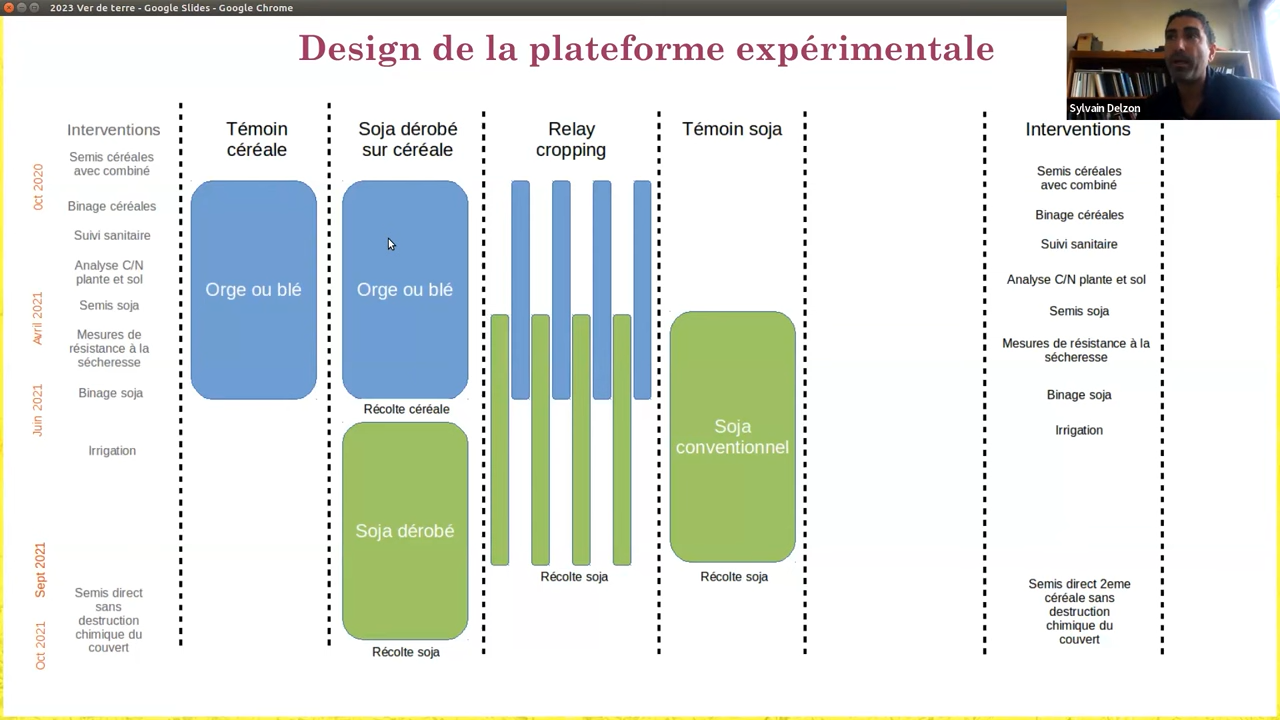 2023 Ver de terre - Google Slides - Google Chrome
Design de la plateforme expérimentale
Sylvain Delzon
Interventions
Témoin
céréale
Soja dérobé
sur céréale
Relay
cropping
Témoin soja
Interventions
Oct 2020
Avril 2021
Juin 2021
Sept 2021
Oct 2021
Semis céréales
avec combiné
Binage céréales
Suivi sanitaire
Analyse C/N
plante et sol
Semis soja
Mesures de
résistance à la
sécheresse
Binage soja
Irrigation
Semis direct
sans
destruction
chimique du
couvert
Orge ou blé
Orge ou blé
Récolte céréale
Soja dérobé
Récolte soja
Récolte soja
Soja
conventionnel
Récolte soja
Semis céréales
avec combiné
Binage céréales
Suivi sanitaire
Analyse C/N plante et sol
Semis soja
Mesures de résistance à la
sécheresse
Binage soja
Irrigation
Semis direct 2eme
céréale sans
destruction
chimique du
couvert